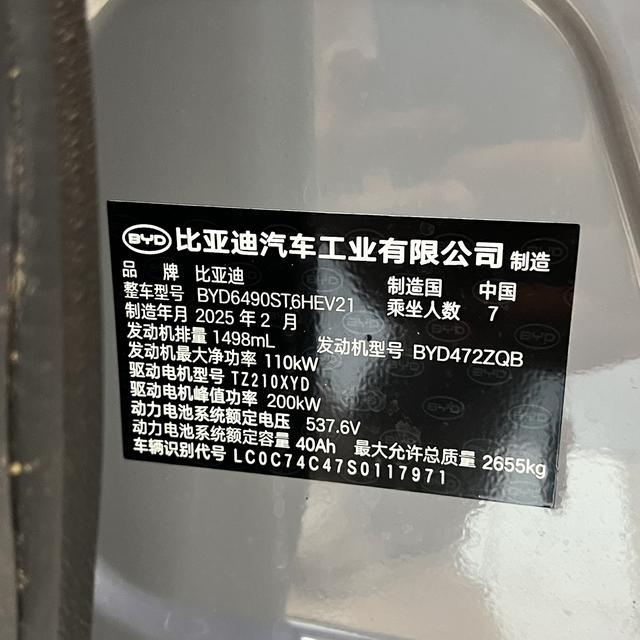 BYD 比亚迪汽车工业有限公司 制造
品 牌 比亚迪 制造国 中国
整车型号 BYD6490ST6HEV21 乘坐人数 7
制造年月 2025 年 2 月
发动机排量 1498mL 发动机型号 BYD472ZQB
发动机最大净功率 110kW
驱动电机型号 TZ210XYD
驱动电机峰值功率 200kW
动力电池系统额定电压 537.6V
动力电池系统额定容量 40Ah 最大允许总质量 2655kg
车辆识别代号 LC0C74C47S0117971